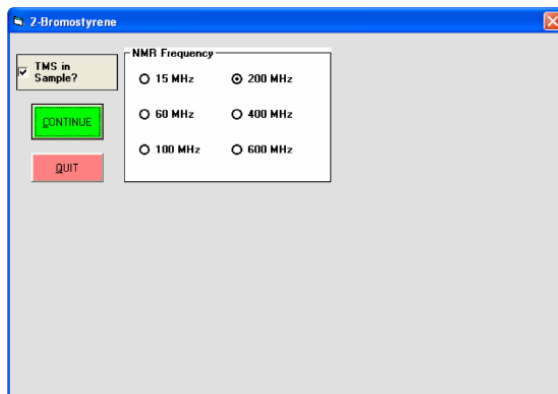 2-Bromostyrene
TMS in
Sample?
CONTINUE
QUIT
NMR Frequency
15 MHz
200 MHz
60 MHz
400 MHz
100 MHz
600 MHz